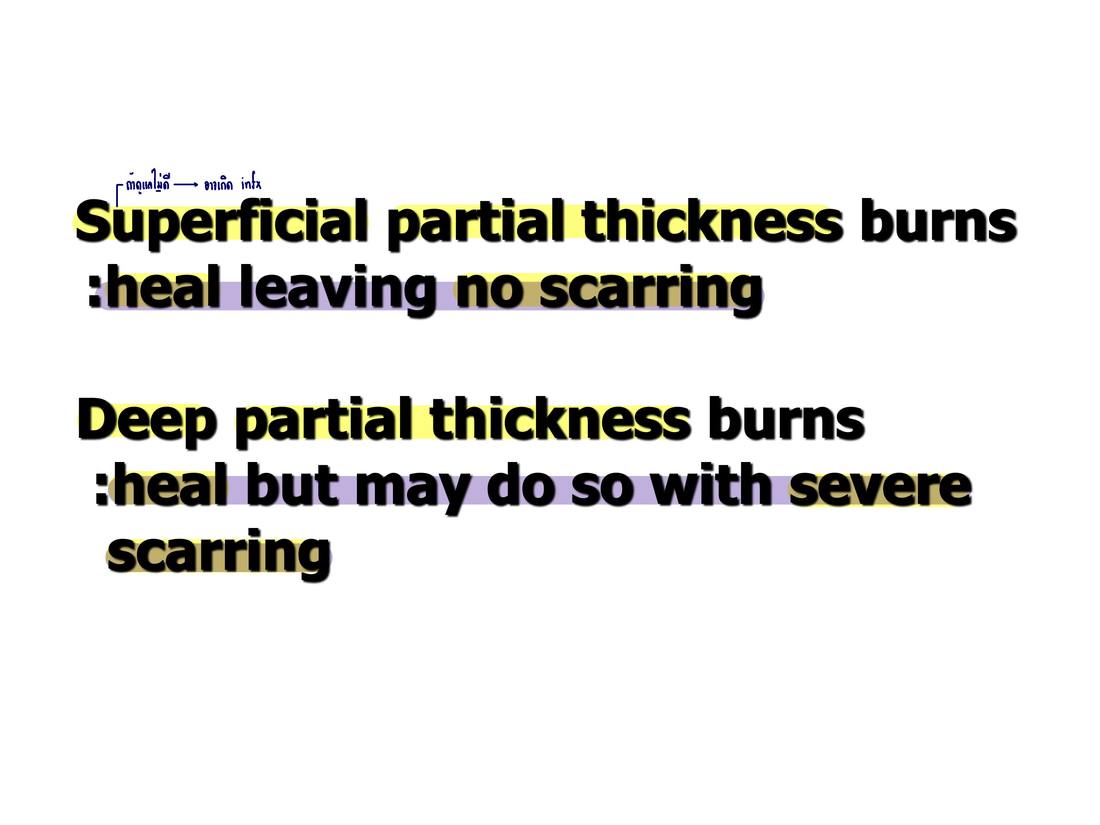 ถ้าดูแลไม่ดี → อาจเกิด infx
Superficial partial thickness burns
:heal leaving no scarring
Deep partial thickness burns
:heal but may do so with severe
scarring